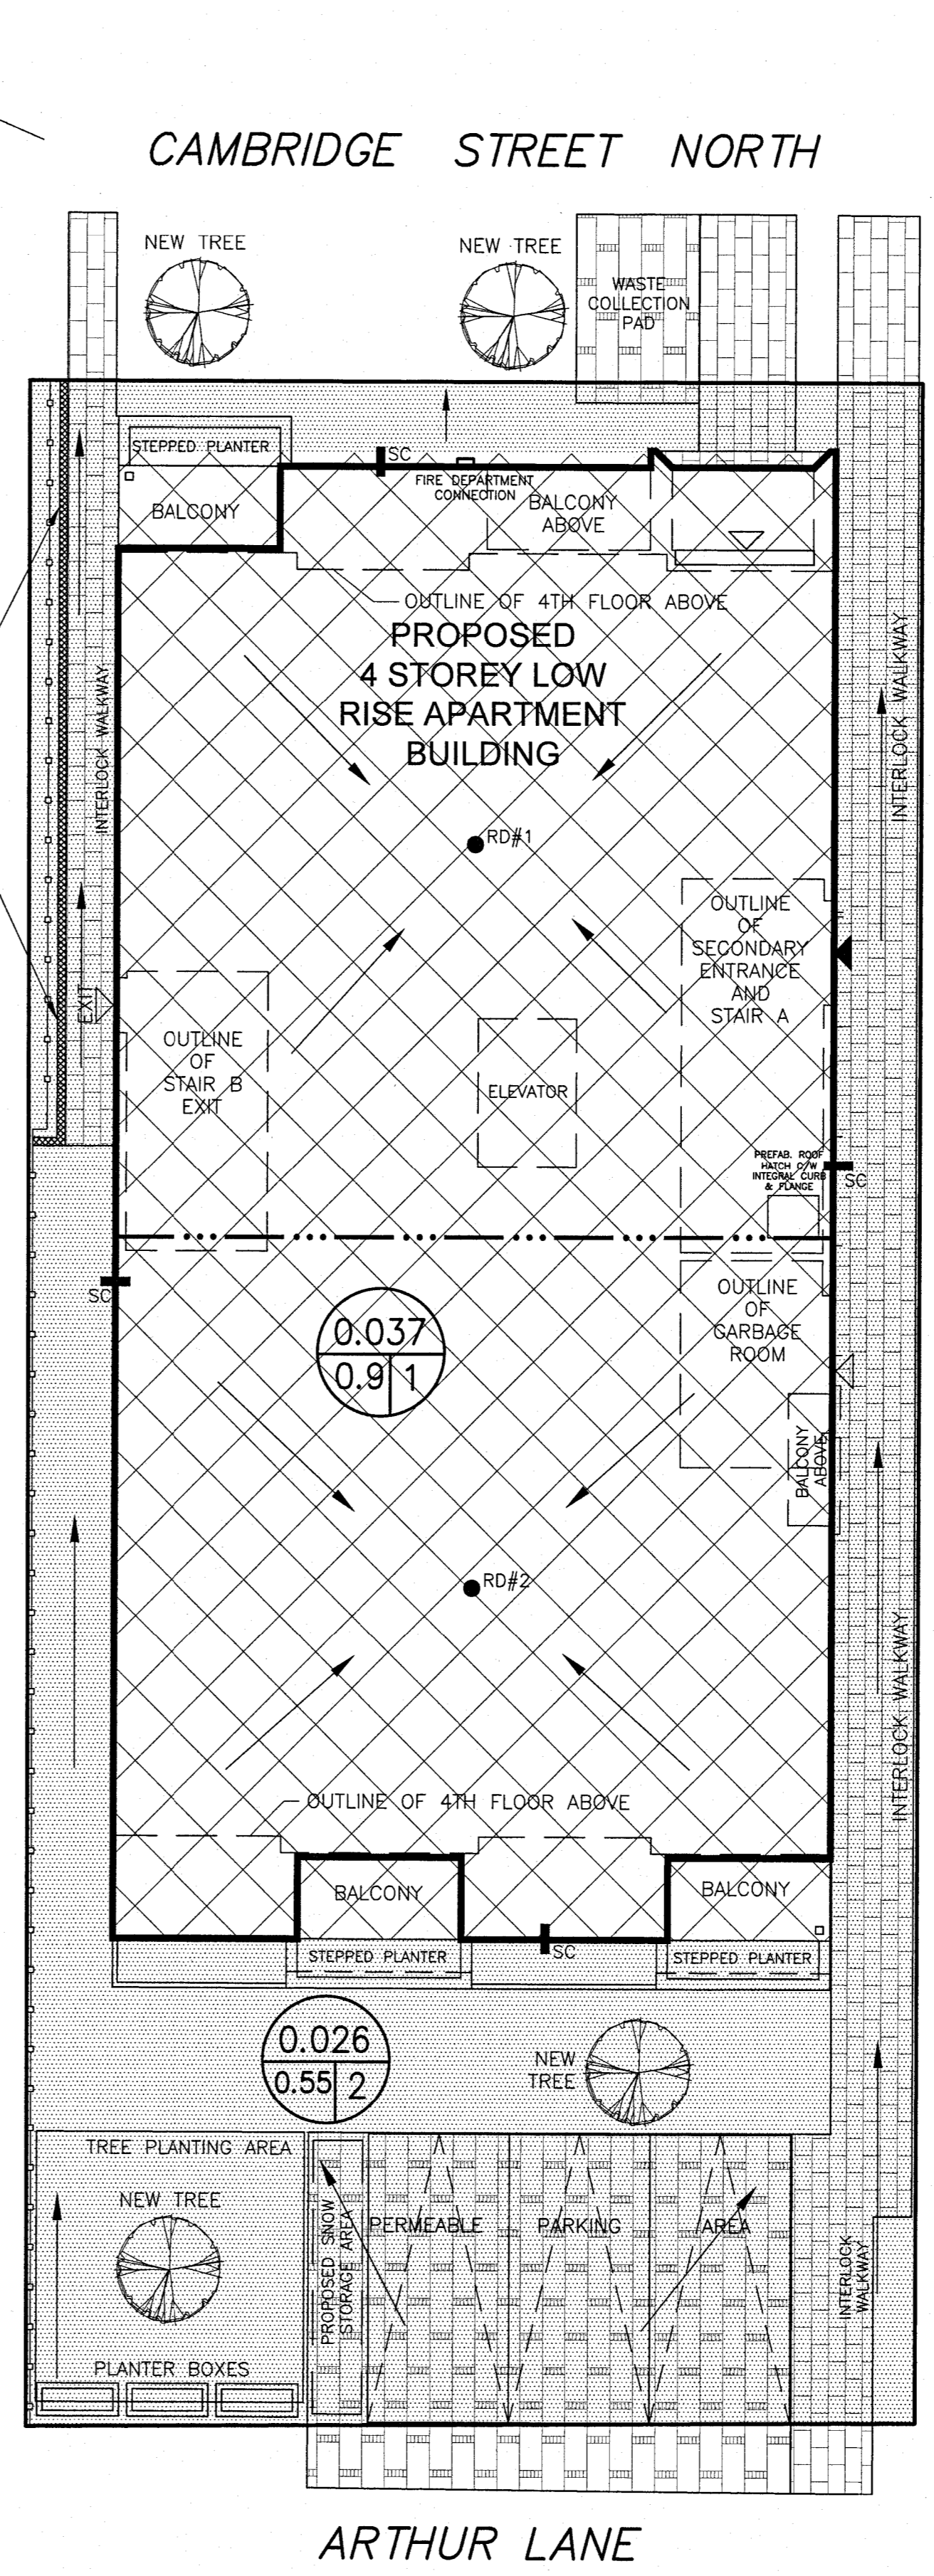 CAMBRIDGE STREET NORTH
NEW TREE
NEW TREE
WASTE
COLLECTION
PAD
STEPPED PLANTER
BALCONY
SC
FIRE DEPARTMENT
CONNECTION
BALCONY
ABOVE
OUTLINE OF 4TH FLOOR ABOVE
PROPOSED
4 STOREY LOW
RISE APARTMENT
BUILDING
INTERLOCK WALKWAY
INTERLOCK WALKWAY
RD#1
OUTLINE
OF
SECONDARY
ENTRANCE
AND
STAIR A
EXIT
OUTLINE
OF
STAIR B
EXIT
ELEVATOR
PREFAB. ROOF
HATCH C/W
INTEGRAL CURB
& FLANGE
SC
SC
OUTLINE
OF
GARBAGE
ROOM
0.037
0.9 1
BALCONY
ABOVE
RD#2
INTERLOCK WALKWAY
OUTLINE OF 4TH FLOOR ABOVE
BALCONY
BALCONY
STEPPED PLANTER
SC
STEPPED PLANTER
0.026
0.55 2
NEW
TREE
TREE PLANTING AREA
NEW TREE
PROPOSED SNOW
STORAGE AREA
PERMEABLE PARKING AREA
INTERLOCK
WALKWAY
PLANTER BOXES
ARTHUR LANE